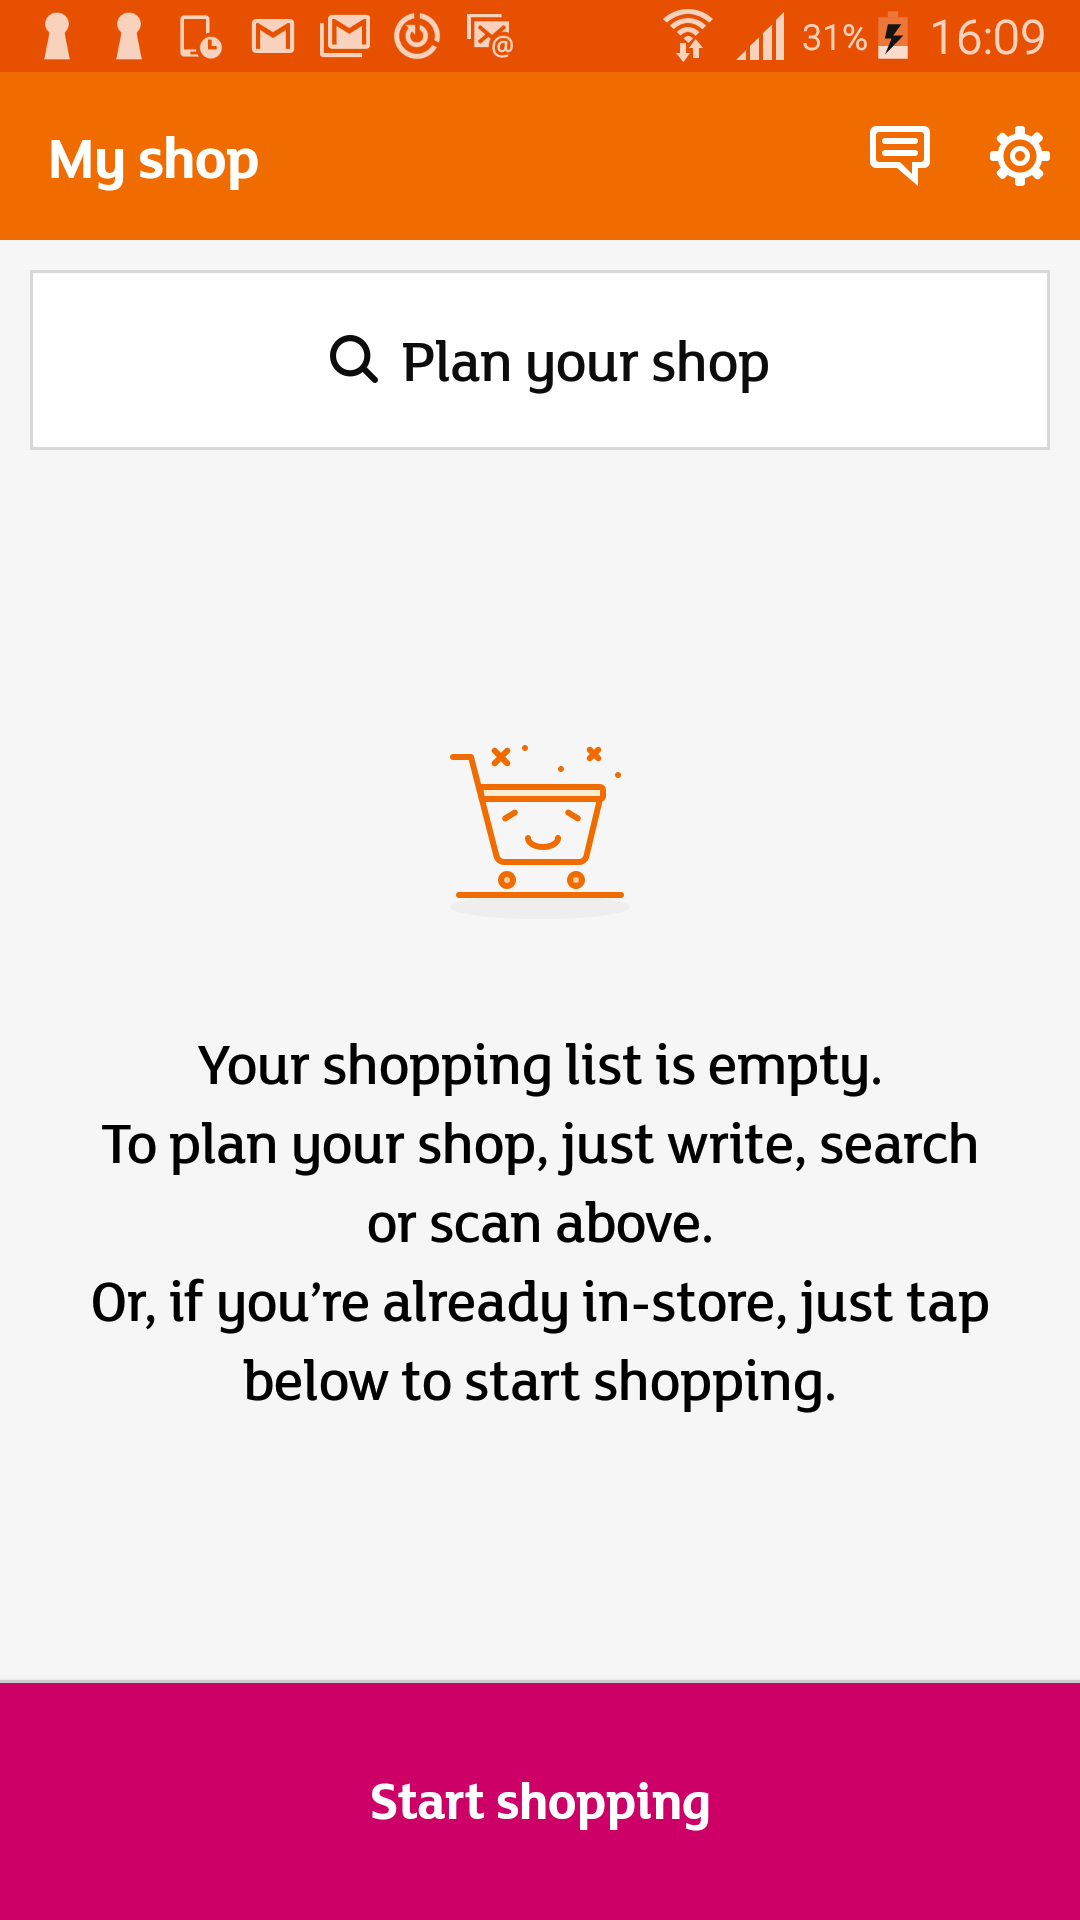 31% 16:09
My shop
Plan your shop
Your shopping list is empty.
To plan your shop, just write, search
or scan above.
Or, if you’re already in-store, just tap
below to start shopping.
Start shopping